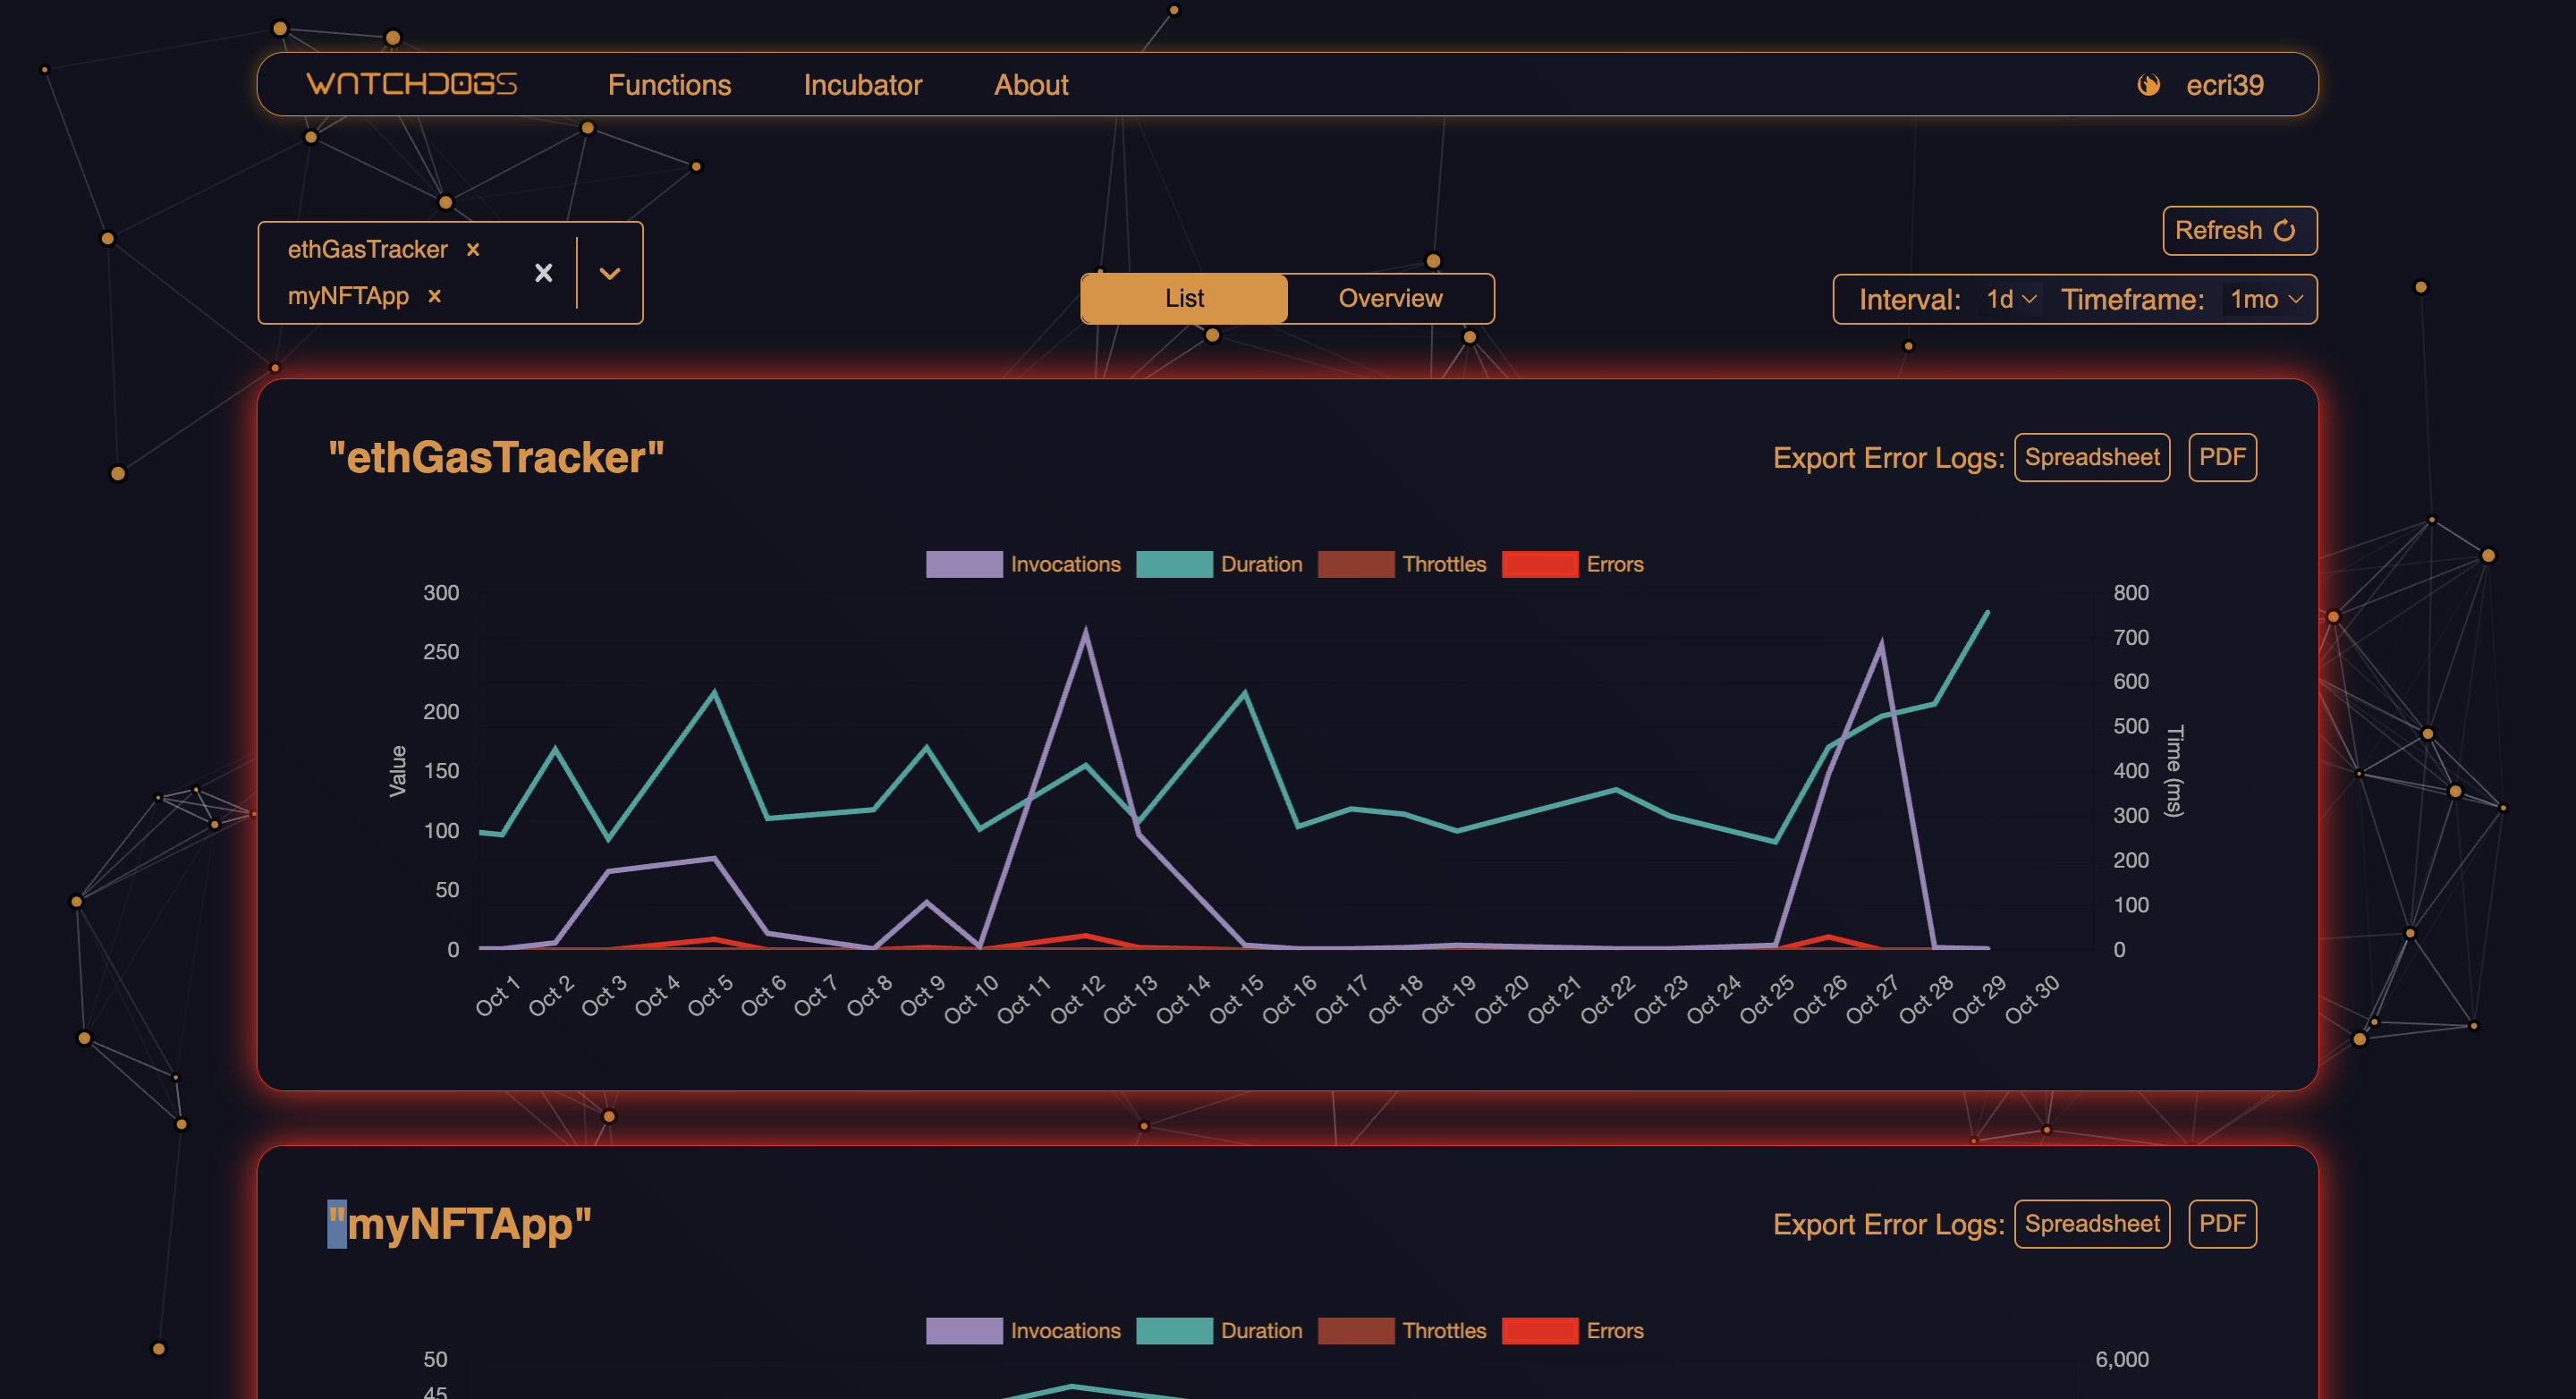 WATCHDOGS Functions Incubator About ecri39
ethGasTracker ×
myNFTApp ×
Refresh
List Overview
Interval: 1d Timeframe: 1mo
"ethGasTracker"
Export Error Logs: Spreadsheet PDF
Invocations Duration Throttles Errors
300
250
200
150
100
50
0
Value
800
700
600
500
400
300
200
100
0
Time (ms)
Oct 1 Oct 2 Oct 3 Oct 4 Oct 5 Oct 6 Oct 7 Oct 8 Oct 9 Oct 10 Oct 11 Oct 12 Oct 13 Oct 14 Oct 15 Oct 16 Oct 17 Oct 18 Oct 19 Oct 20 Oct 21 Oct 22 Oct 23 Oct 24 Oct 25 Oct 26 Oct 27 Oct 28 Oct 29 Oct 30
"myNFTApp"
Export Error Logs: Spreadsheet PDF
Invocations Duration Throttles Errors
50
45
6,000